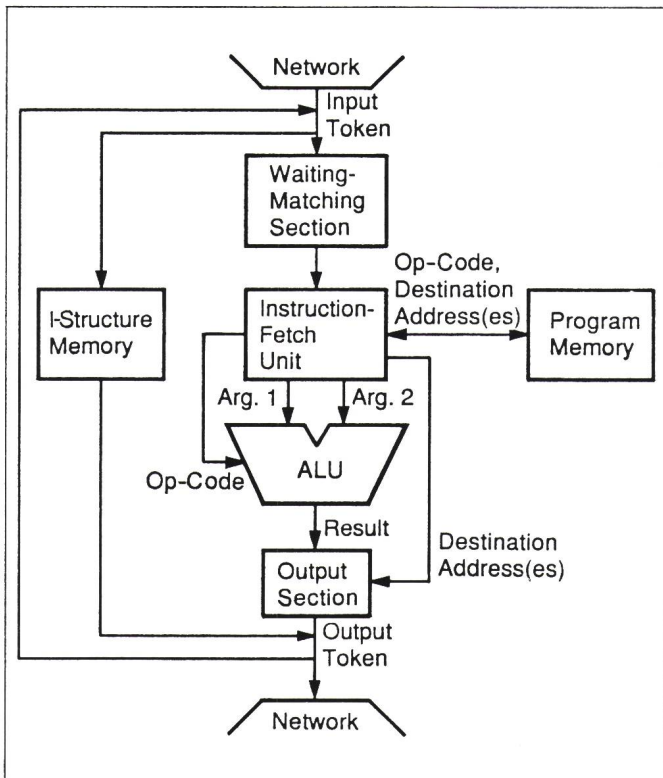 Network
Input
Token
Waiting-
Matching
Section
Op-Code,
Destination
Address(es)
I-Structure
Memory
Instruction-
Fetch
Unit
Program
Memory
Arg. 1
Arg. 2
ALU
Op-Code
Result
Destination
Address(es)
Output
Section
Output
Token
Network